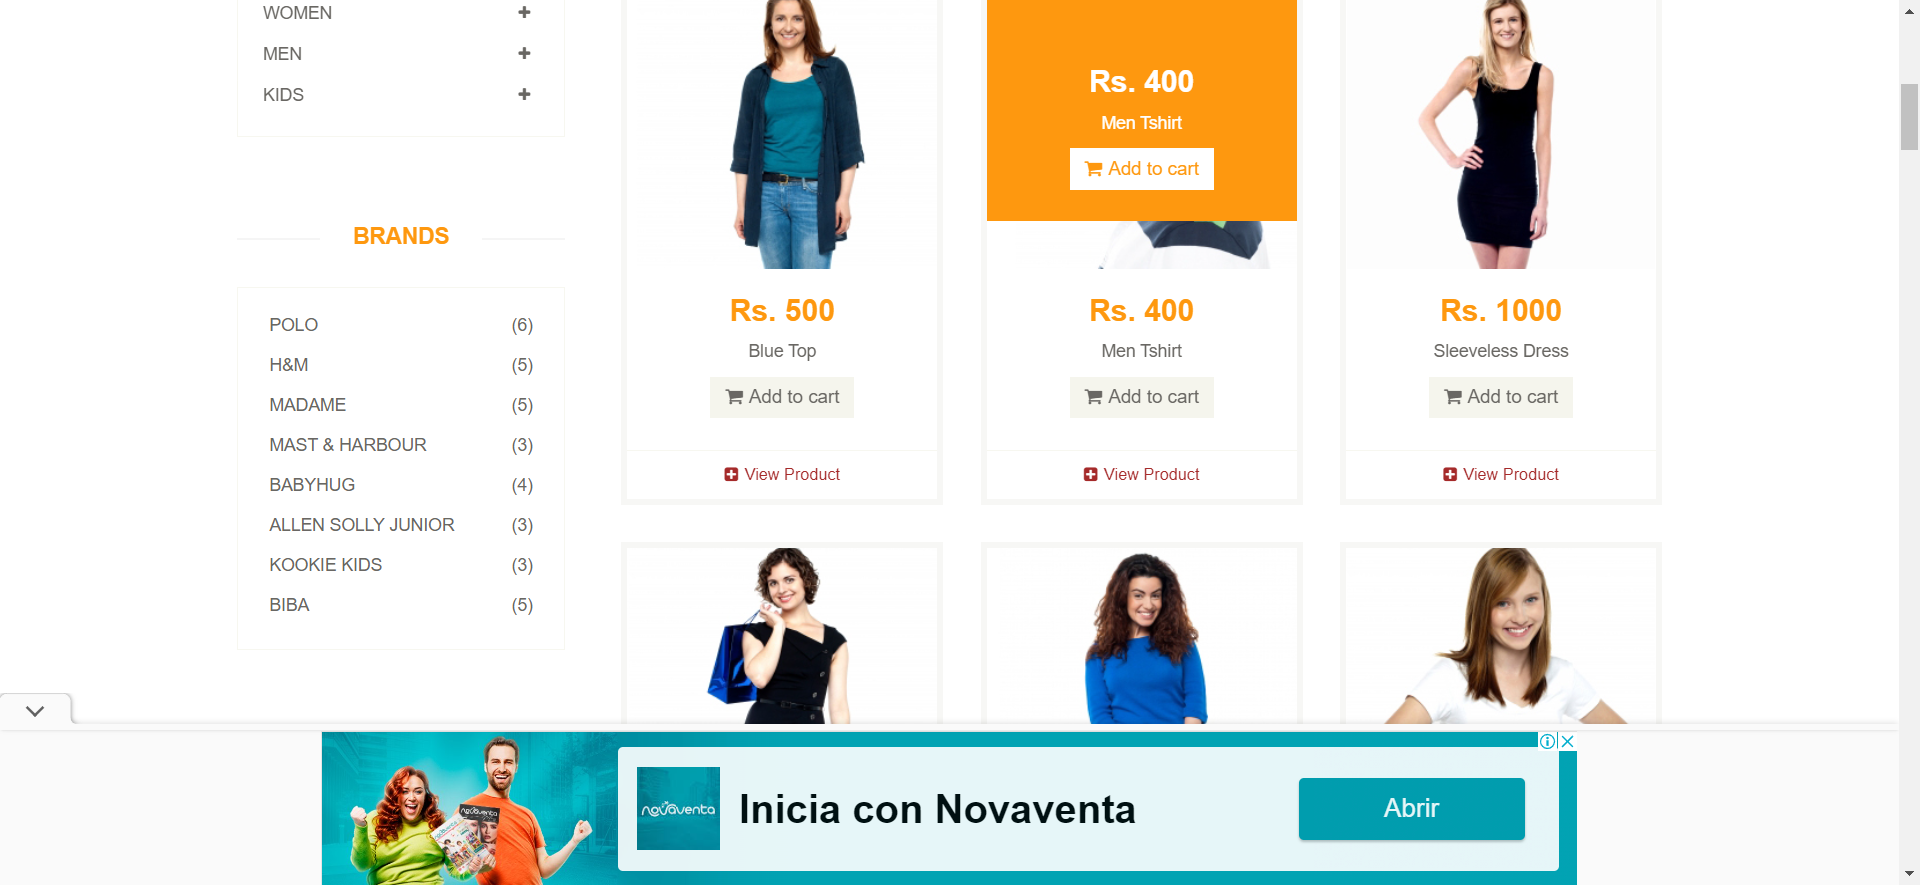 WOMEN
MEN
KIDS
BRANDS
POLO (6)
H&M (5)
MADAME (5)
MAST & HARBOUR (3)
BABYHUG (4)
ALLEN SOLLY JUNIOR (3)
KOOKIE KIDS (3)
BIBA (5)
Rs. 500
Blue Top
Add to cart
View Product
Rs. 400
Men Tshirt
Add to cart
Rs. 400
Men Tshirt
Add to cart
View Product
Rs. 1000
Sleeveless Dress
Add to cart
View Product
novaventa
novaventa
Inicia con Novaventa
Abrir